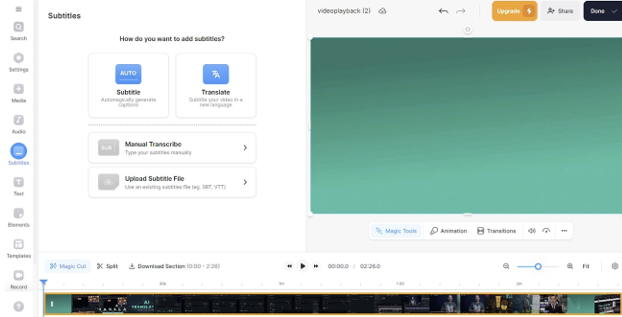 Subtitles
videoplayback (2)
Upgrade
Share
Done
Search
Settings
Media
Audio
Subtitles
Text
Elements
Templates
Record
How do you want to add subtitles?
AUTO
Subtitle
Automagically generate
captions
Translate
Subtitle your video in a
new language
SUB
Manual Transcribe
Type your subtitles manually
Upload Subtitle File
Use an existing subtitles file (eg. SRT, VTT)
Magic Tools
Animation
Transitions
Magic Cut
Split
Download Section (0:00 - 2:26)
00:00.0 / 02:26.0
Fit